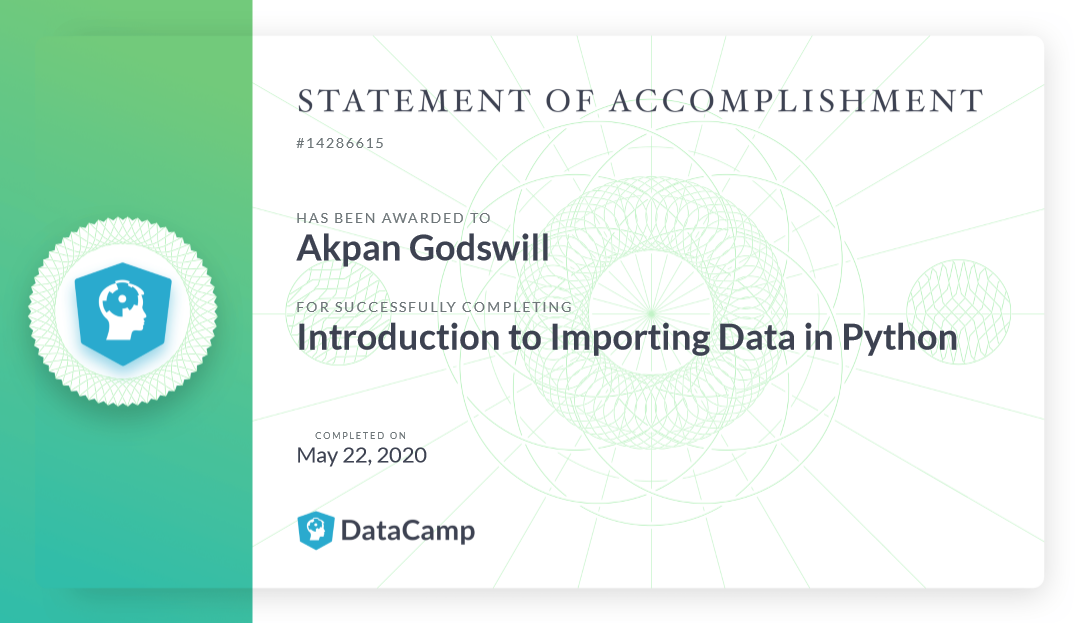 STATEMENT OF ACCOMPLISHMENT
#14286615
HAS BEEN AWARDED TO
Akpan Godswill
FOR SUCCESSFULLY COMPLETING
Introduction to Importing Data in Python
COMPLETED ON
May 22, 2020
DataCamp